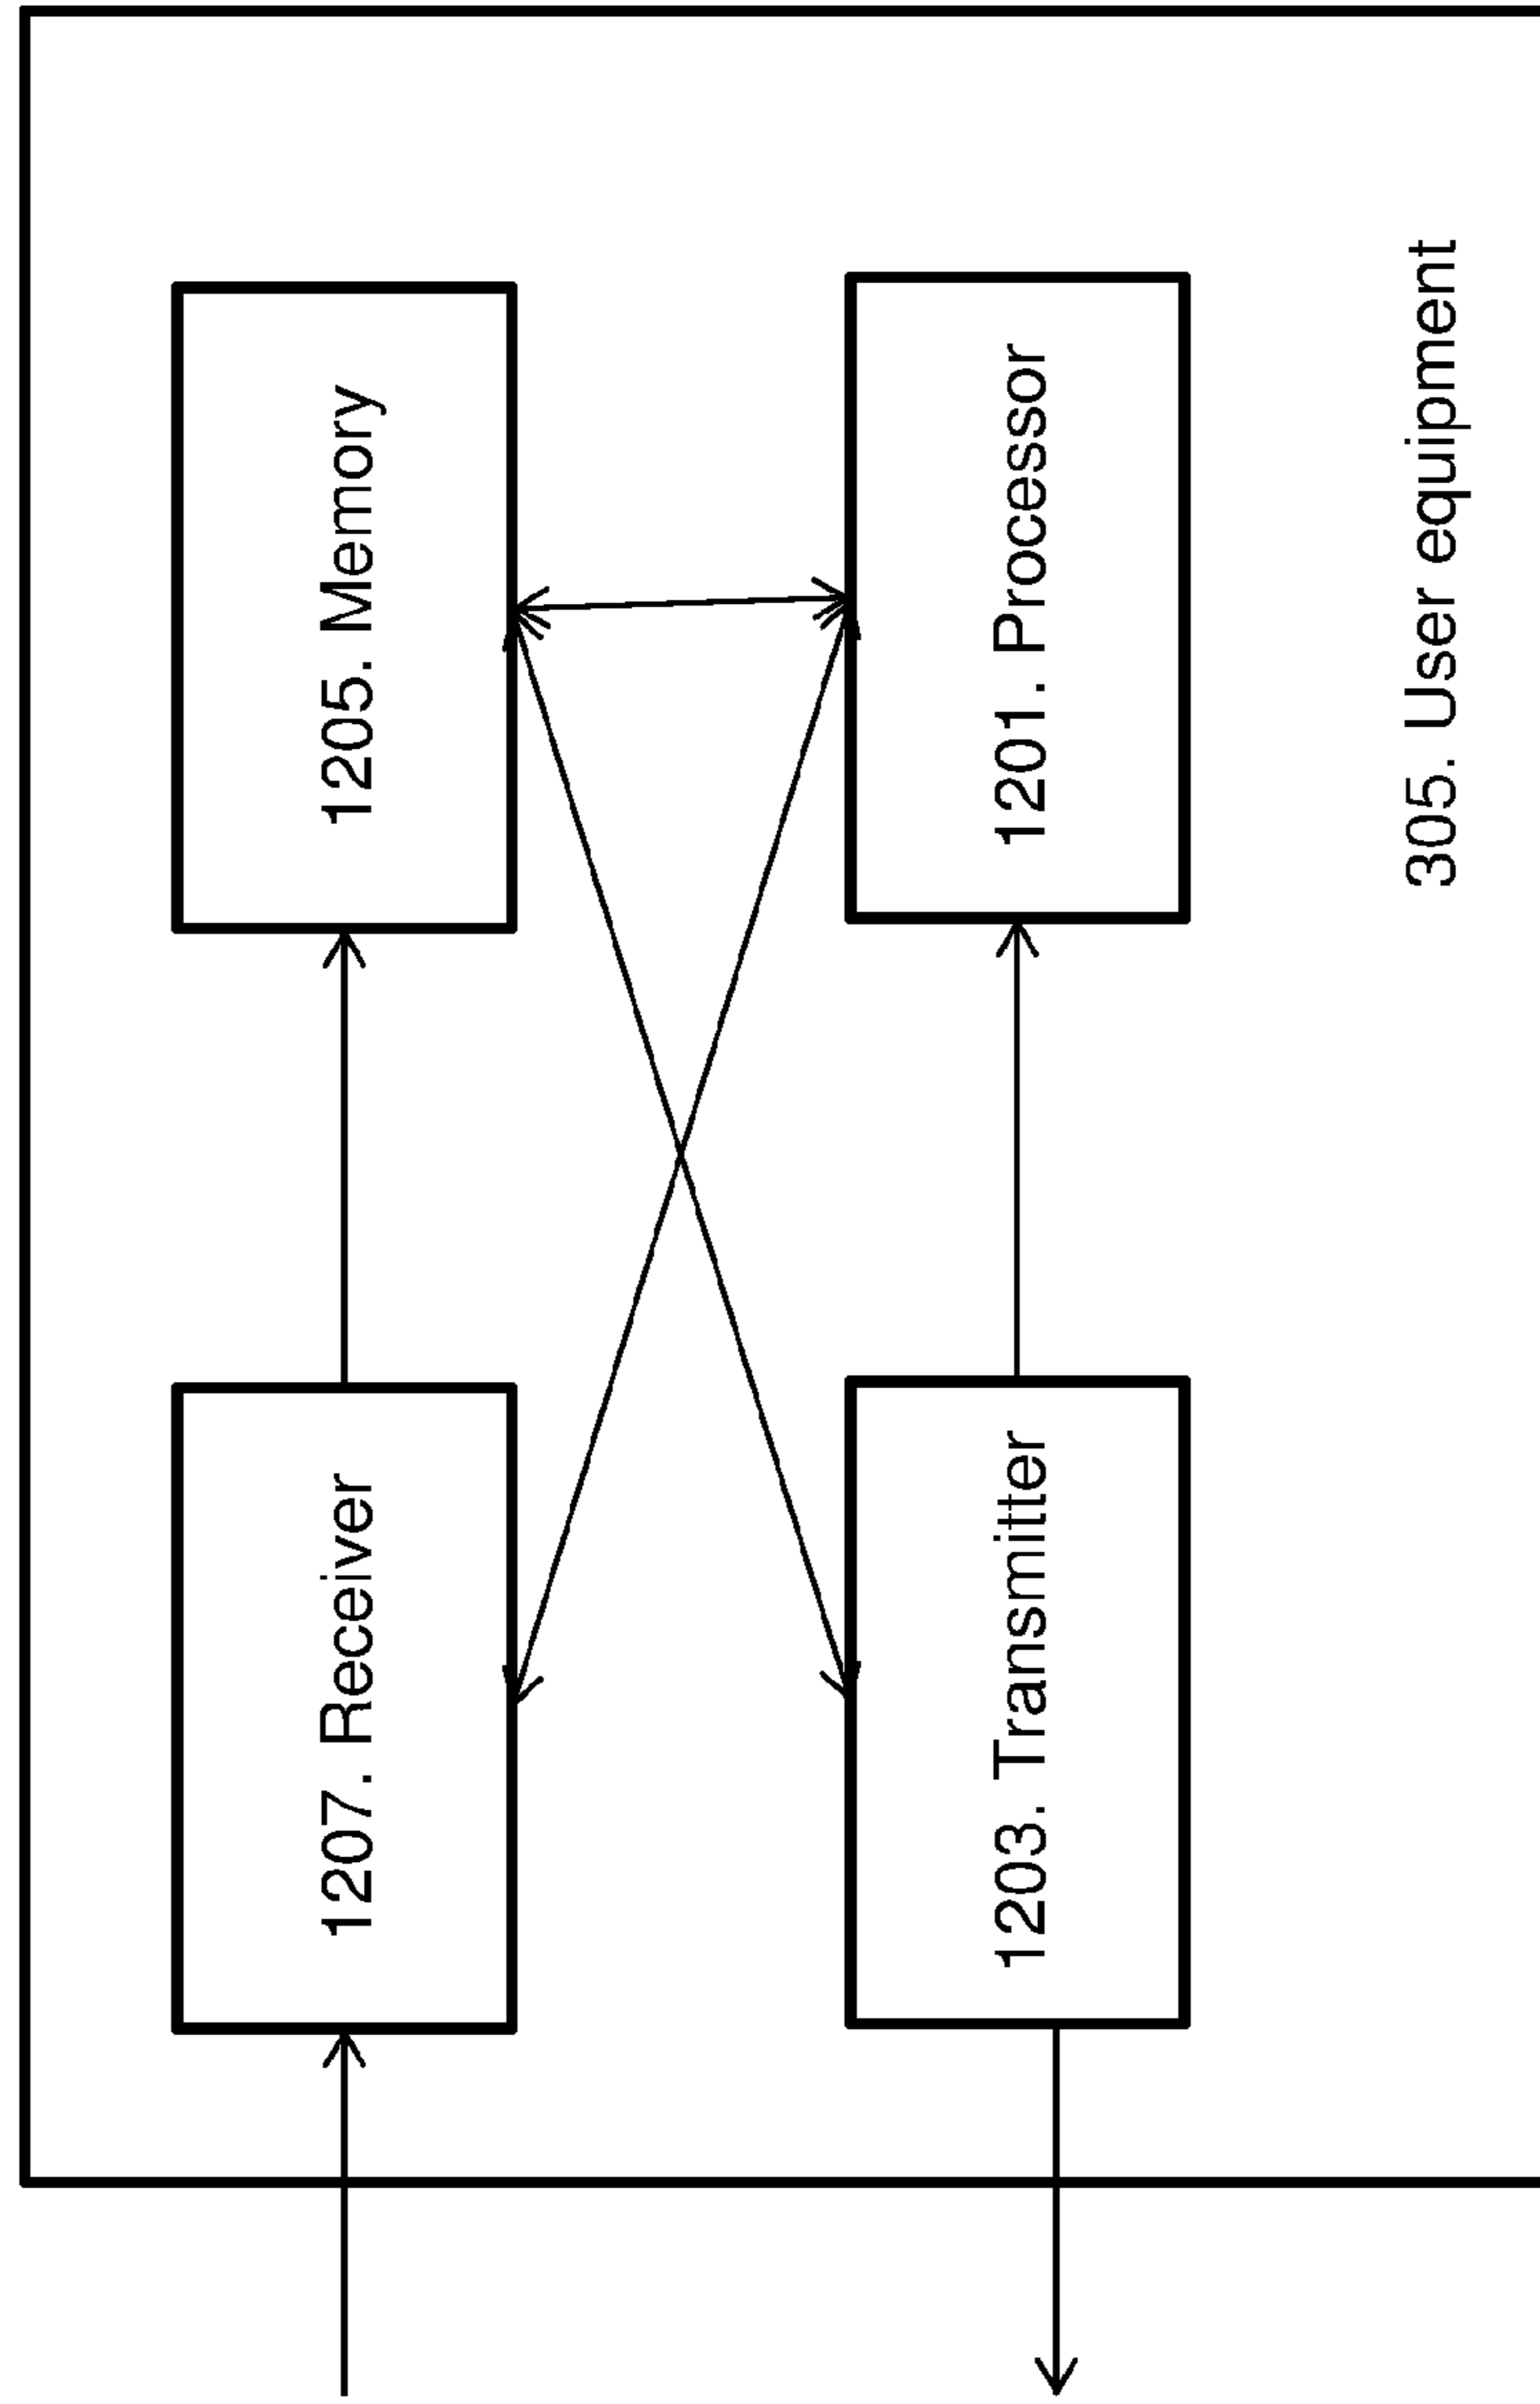 1207. Receiver
1205. Memory
1203. Transmitter
1201. Processor
305. User equipment